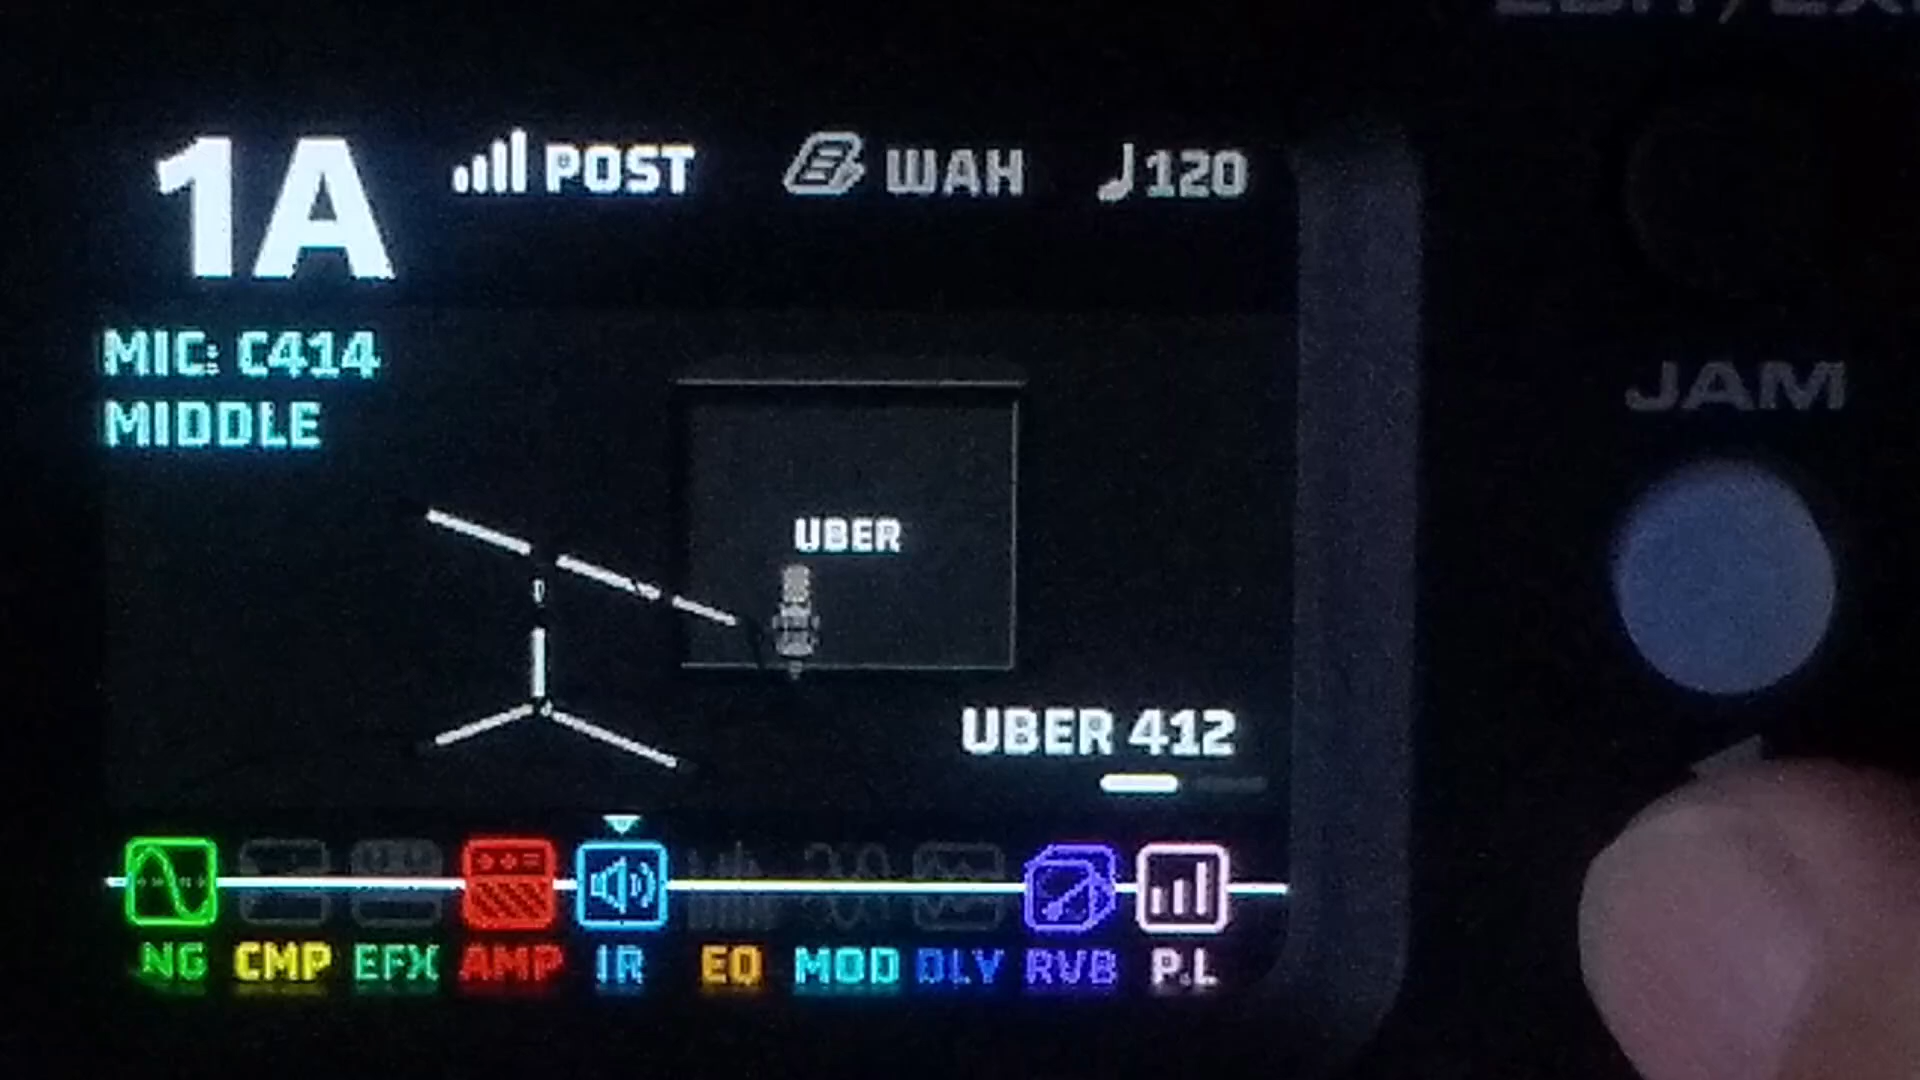 1A POST WAH 120
MIC: C414
MIDDLE
JAM
UBER
UBER 412
NG CMP EFX AMP IR EQ MOD DLY RVB P.L